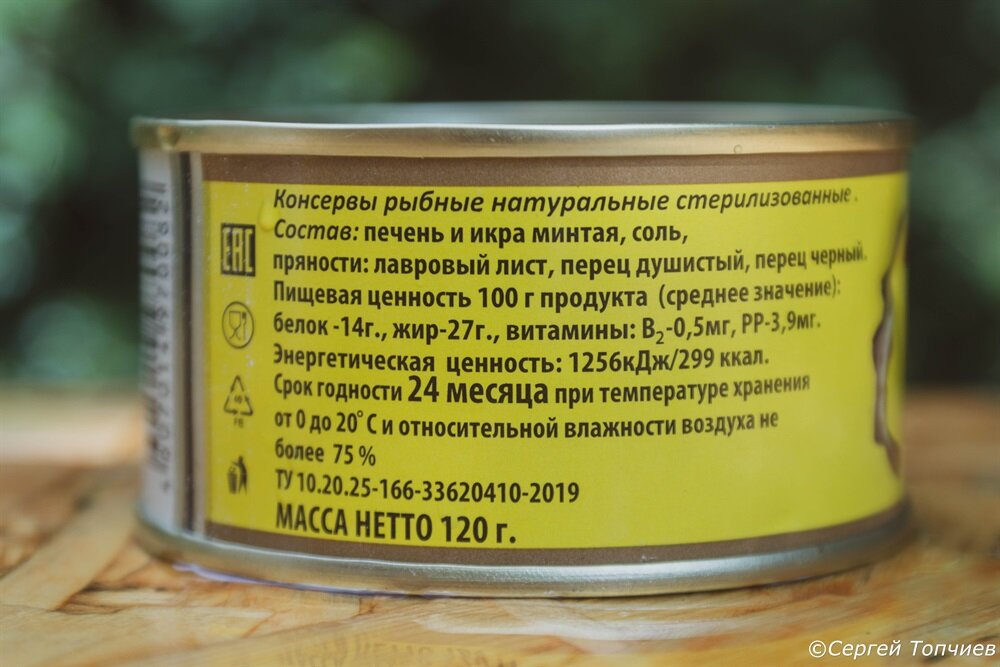 Консервы рыбные натуральные стерилизованные.
Состав: печень и икра минтая, соль,
пряности: лавровый лист, перец душистый, перец черный.
Пищевая ценность 100 г продукта (среднее значение):
белок -14г., жир-27г., витамины: B₂-0,5мг, PP-3,9мг.
Энергетическая ценность: 1256кДж/299 ккал.
Срок годности 24 месяца при температуре хранения
от 0 до 20°С и относительной влажности воздуха не
более 75 %
ТУ 10.20.25-166-33620410-2019
МАССА НЕТТО 120 г.
EAC
40
FE
©Сергей Топчиев